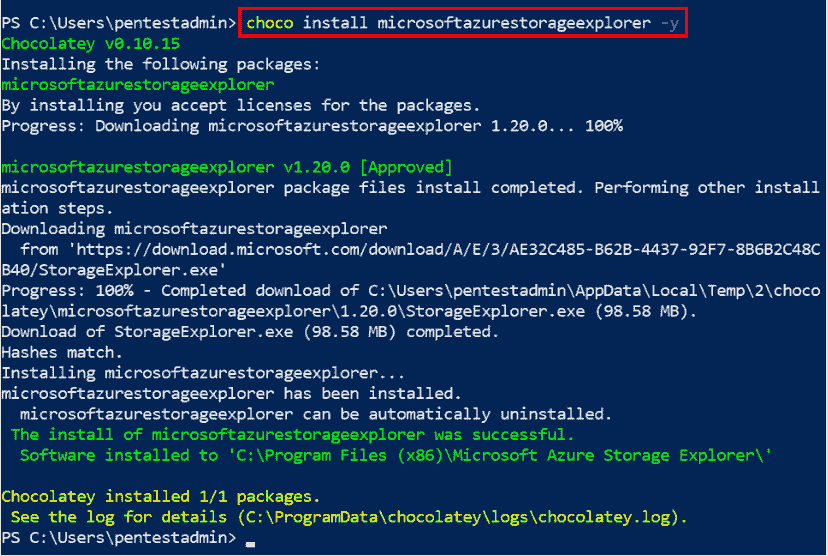 PS C:\Users\pentestadmin> choco install microsoftazurestorageexplorer -y
Chocolatey v0.10.15
Installing the following packages:
microsoftazurestorageexplorer
By installing you accept licenses for the packages.
Progress: Downloading microsoftazurestorageexplorer 1.20.0... 100%
microsoftazurestorageexplorer v1.20.0 [Approved]
microsoftazurestorageexplorer package files install completed. Performing other install
ation steps.
Downloading microsoftazurestorageexplorer
from 'https://download.microsoft.com/download/A/E/3/AE32C485-B62B-4437-92F7-8B6B2C48C
B40/StorageExplorer.exe'
Progress: 100% - Completed download of C:\Users\pentestadmin\AppData\Local\Temp\2\choco
latey\microsoftazurestorageexplorer\1.20.0\StorageExplorer.exe (98.58 MB).
Download of StorageExplorer.exe (98.58 MB) completed.
Hashes match.
Installing microsoftazurestorageexplorer...
microsoftazurestorageexplorer has been installed.
microsoftazurestorageexplorer can be automatically uninstalled.
The install of microsoftazurestorageexplorer was successful.
Software installed to 'C:\Program Files (x86)\Microsoft Azure Storage Explorer\'
Chocolatey installed 1/1 packages.
See the log for details (C:\ProgramData\chocolatey\logs\chocolatey.log).
PS C:\Users\pentestadmin>